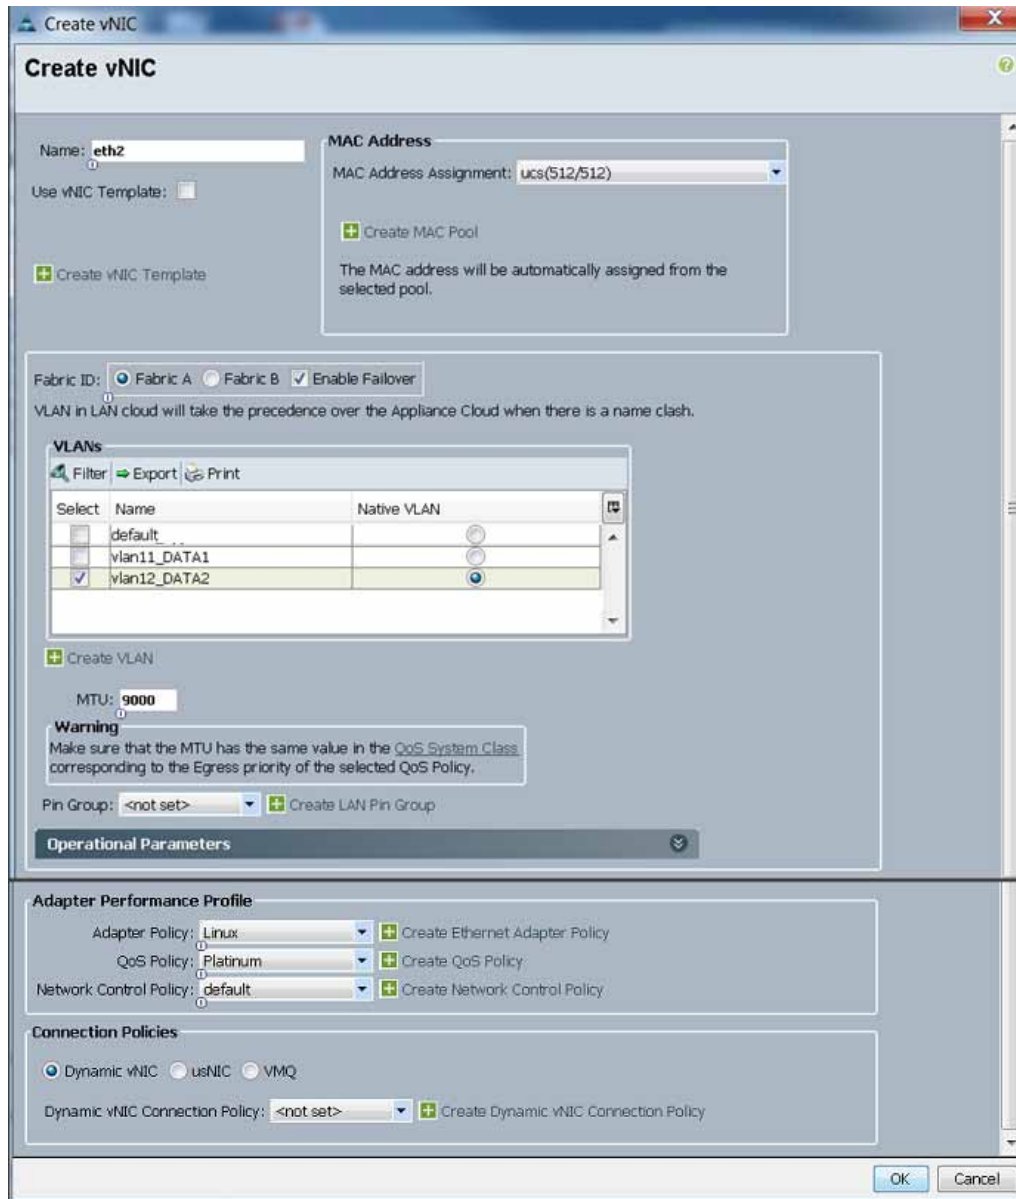 Create vNIC
Create vNIC
Name: eth2
Use vNIC Template:
Create vNIC Template
MAC Address
MAC Address Assignment: ucs(512/512)
Create MAC Pool
The MAC address will be automatically assigned from the
selected pool.
Fabric ID: Fabric A Fabric B Enable Failover
VLAN in LAN cloud will take the precedence over the Appliance Cloud when there is a name clash.
VLANs
Filter Export Print
Select Name Native VLAN
default
vlan11_DATA1
vlan12_DATA2
Create VLAN
MTU: 9000
Warning
Make sure that the MTU has the same value in the QoS System Class
corresponding to the Egress priority of the selected QoS Policy.
Pin Group: <not set> Create LAN Pin Group
Operational Parameters
Adapter Performance Profile
Adapter Policy: Linux Create Ethernet Adapter Policy
QoS Policy: Platinum Create QoS Policy
Network Control Policy: default Create Network Control Policy
Connection Policies
Dynamic vNIC usNIC VMQ
Dynamic vNIC Connection Policy: <not set> Create Dynamic vNIC Connection Policy
OK Cancel